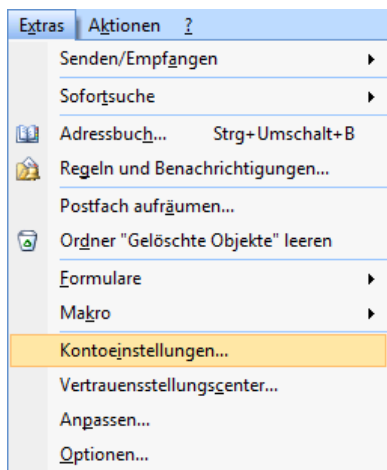 Extras Aktionen ?
Senden/Empfangen
Sofortsuche
Adressbuch... Strg+Umschalt+B
Regeln und Benachrichtigungen...
Postfach aufräumen...
Ordner "Gelöschte Objekte" leeren
Formulare
Makro
Kontoeinstellungen...
Vertrauensstellungscenter...
Anpassen...
Optionen...